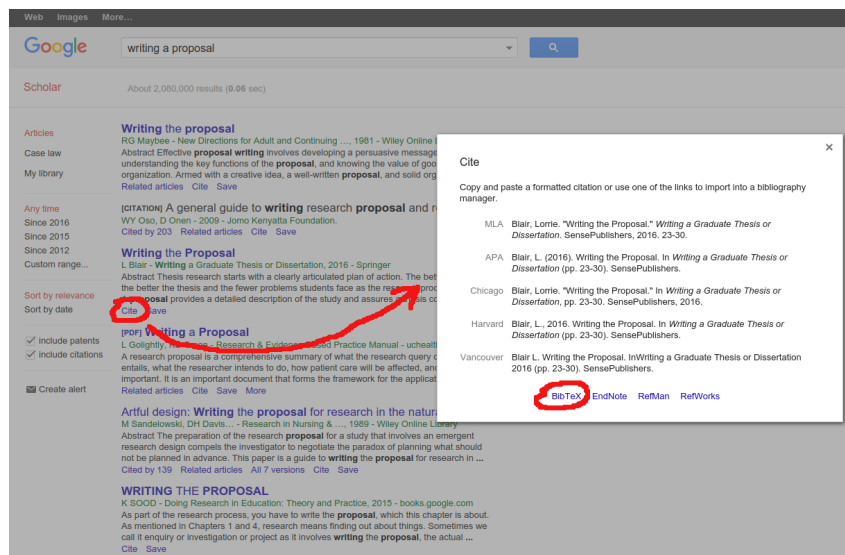 Web Images More...
Google
writing a proposal
Scholar
About 2,080,000 results (0.06 sec)
Articles
Case law
My library
Any time
Since 2016
Since 2015
Since 2012
Custom range...
Sort by relevance
Sort by date
include patents
include citations
Create alert
Writing the proposal
RG Maybee - New Directions for Adult and Continuing ..., 1981 - Wiley Online
Abstract Effective proposal writing involves developing a persuasive message
understanding the key functions of the proposal, and knowing the value of
organization. Armed with a creative idea, a well-written proposal, and solid
Related articles Cite Save
[CITATION] A general guide to writing research proposal and
WY Oso, D Onen - 2009 - Jomo Kenyatta Foundation.
Cited by 203 Related articles Cite Save
Writing the Proposal
L Blair - Writing a Graduate Thesis or Dissertation, 2016 - Springer
Abstract Thesis research starts with a clearly articulated plan of action. The
the better the thesis and the fewer problems students face as the
provides a detailed description of the study and assures
Cite Save
[PDF] Writing a Proposal
L Golightly, - Research & Evidence Based Practice Manual -
A research proposal is a comprehensive summary of what the research query
entails, what the researcher intends to do, how patient care will be affected,
important. It is an important document that forms the framework for the
Related articles Cite Save More
Artful design: Writing the proposal for research in the
M Sandelowski, DH Davis... - Research in Nursing & ..., 1989 - Wiley Online Library
Abstract The preparation of the research proposal for a study that involves an emergent
research design compels the investigator to negotiate the paradox of planning what should
not be planned in advance. This paper is a guide to writing the proposal for research in ...
Cited by 139 Related articles All 7 versions Cite Save
WRITING THE PROPOSAL
K SOOD - Doing Research in Education: Theory and Practice, 2015 - books.google.com
As part of the research process, you have to write the proposal, which this chapter is about.
As mentioned in Chapters 1 and 4, research means finding out about things. Sometimes we
call it enquiry or investigation or project as it involves writing the proposal, the actual ...
Cite Save
Cite
Copy and paste a formatted citation or use one of the links to import into a bibliography
manager.
MLA Blair, Lorrie. "Writing the Proposal." Writing a Graduate Thesis or
Dissertation. SensePublishers, 2016. 23-30.
APA Blair, L. (2016). Writing the Proposal. In Writing a Graduate Thesis or
Dissertation (pp. 23-30). SensePublishers.
Chicago Blair, Lorrie. "Writing the Proposal." In Writing a Graduate Thesis or
Dissertation, pp. 23-30. SensePublishers, 2016.
Harvard Blair, L., 2016. Writing the Proposal. In Writing a Graduate Thesis or
Dissertation (pp. 23-30). SensePublishers.
Vancouver Blair L. Writing the Proposal. InWriting a Graduate Thesis or Dissertation
2016 (pp. 23-30). SensePublishers.
BibTeX EndNote RefMan RefWorks